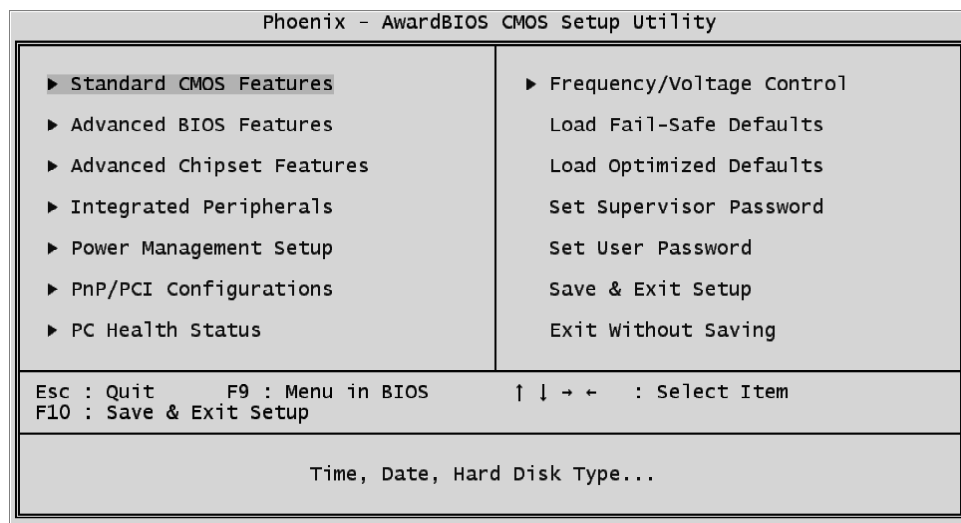 Phoenix - AwardBIOS CMOS Setup Utility
▶ Standard CMOS Features
▶ Advanced BIOS Features
▶ Advanced Chipset Features
▶ Integrated Peripherals
▶ Power Management Setup
▶ PnP/PCI Configurations
▶ PC Health Status
▶ Frequency/Voltage Control
Load Fail-Safe Defaults
Load Optimized Defaults
Set Supervisor Password
Set User Password
Save & Exit Setup
Exit Without Saving
Esc : Quit F9 : Menu in BIOS ↑ ↓ → ← : Select Item
F10 : Save & Exit Setup
Time, Date, Hard Disk Type...